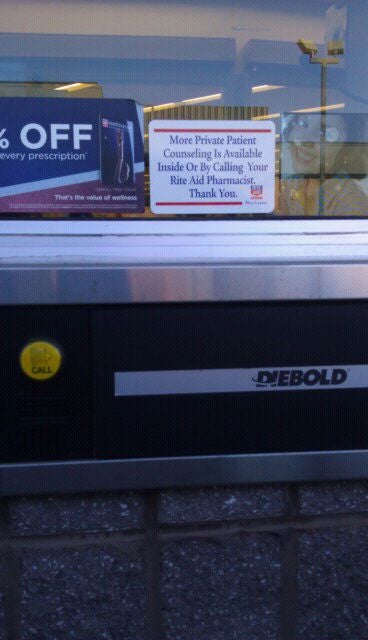 % OFF
every prescription*
That's the value of wellness
More Private Patient
Counseling Is Available
Inside Or By Calling Your
Rite Aid Pharmacist.
Thank You.
CALL
DIEBOLD